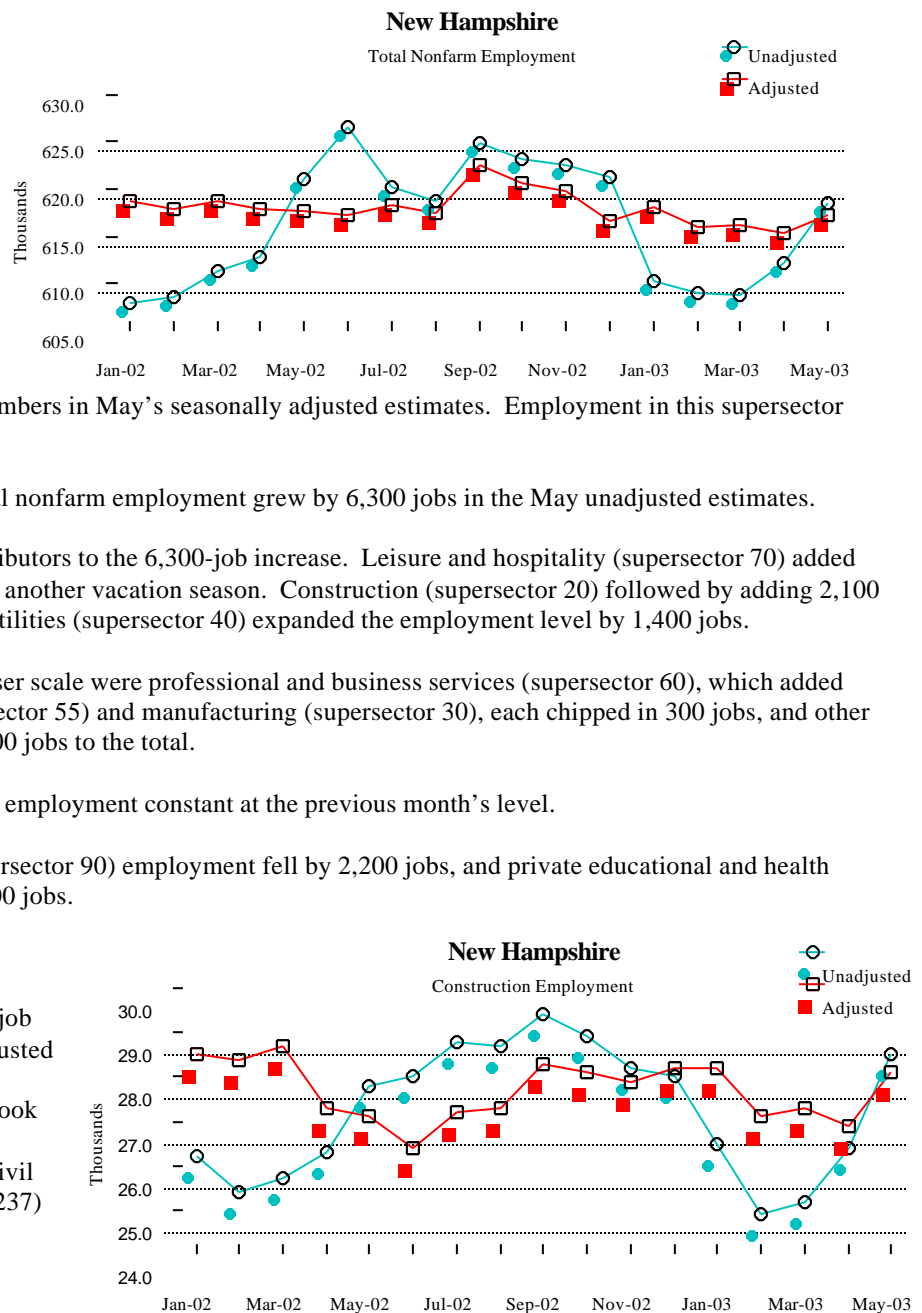 New Hampshire
Total Nonfarm Employment
Unadjusted
Adjusted
630.0
625.0
620.0
615.0
610.0
605.0
Thousands
Jan-02 Mar-02 May-02 Jul-02 Sep-02 Nov-02 Jan-03 Mar-03 May-03
mbers in May's seasonally adjusted estimates. Employment in this supersector
l nonfarm employment grew by 6,300 jobs in the May unadjusted estimates.
ibutors to the 6,300-job increase. Leisure and hospitality (supersector 70) added
another vacation season. Construction (supersector 20) followed by adding 2,100
tilities (supersector 40) expanded the employment level by 1,400 jobs.
ser scale were professional and business services (supersector 60), which added
ector 55) and manufacturing (supersector 30), each chipped in 300 jobs, and other
00 jobs to the total.
employment constant at the previous month's level.
rsector 90) employment fell by 2,200 jobs, and private educational and health
00 jobs.
job
usted
ook
ivil
237)
New Hampshire
Construction Employment
Unadjusted
Adjusted
30.0
29.0
28.0
27.0
26.0
25.0
24.0
Thousands
Jan-02 Mar-02 May-02 Jul-02 Sep-02 Nov-02 Jan-03 Mar-03 May-03